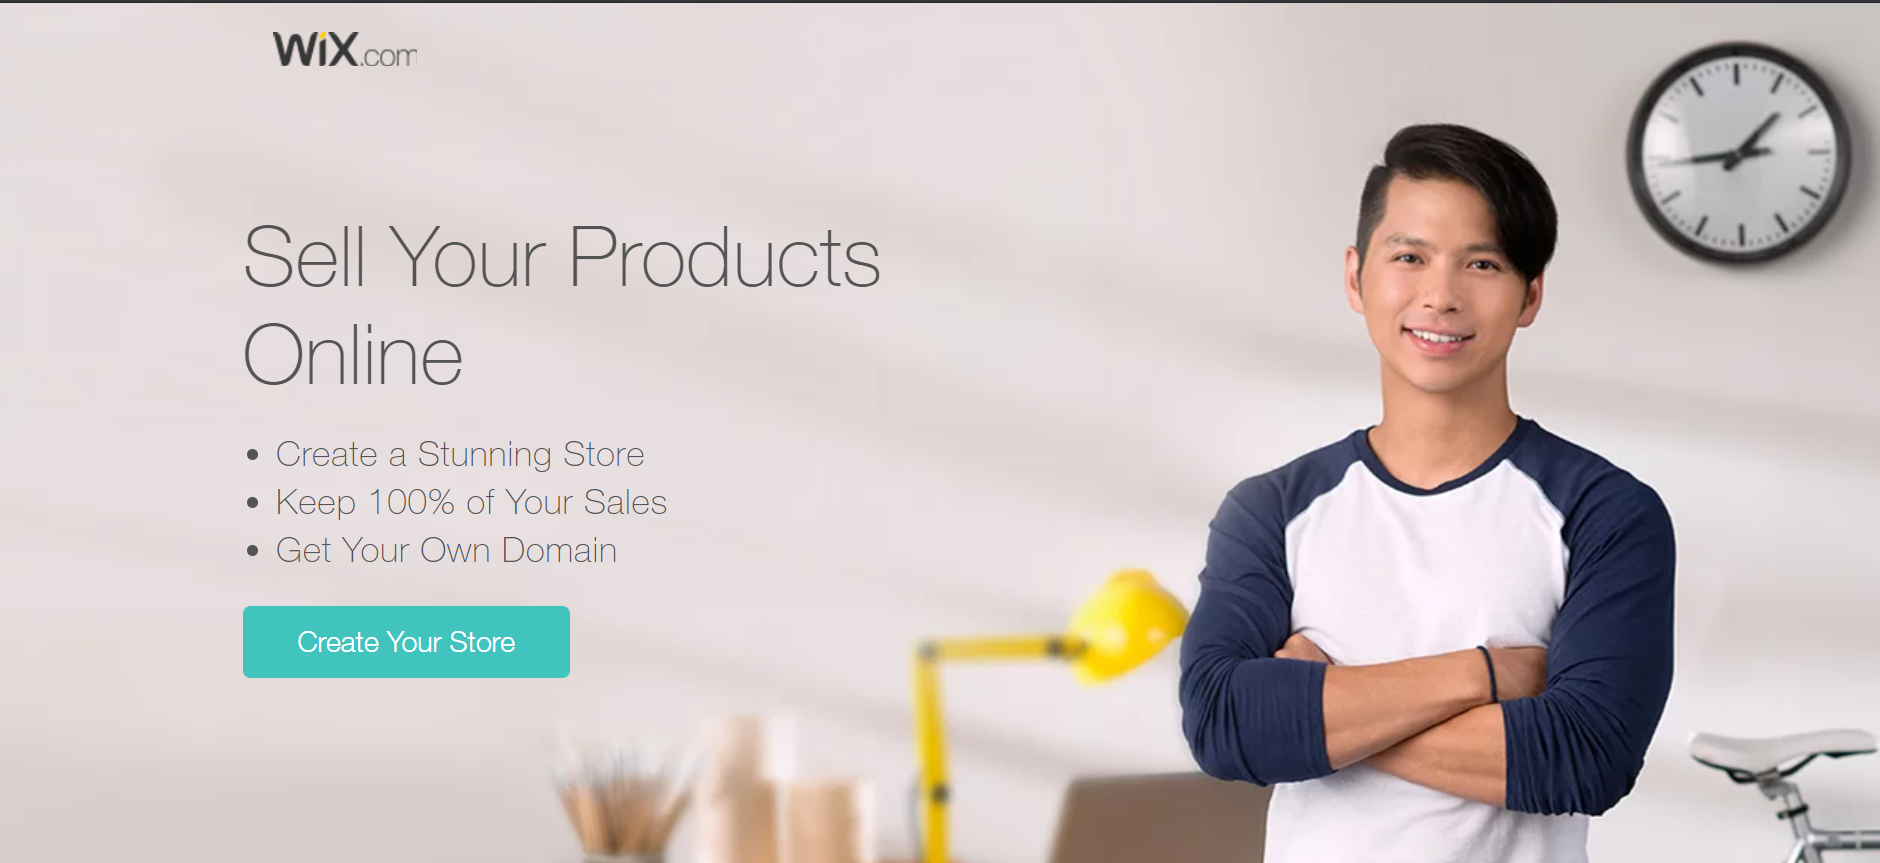 WiX.com
Sell Your Products
Online
• Create a Stunning Store
• Keep 100% of Your Sales
• Get Your Own Domain
Create Your Store